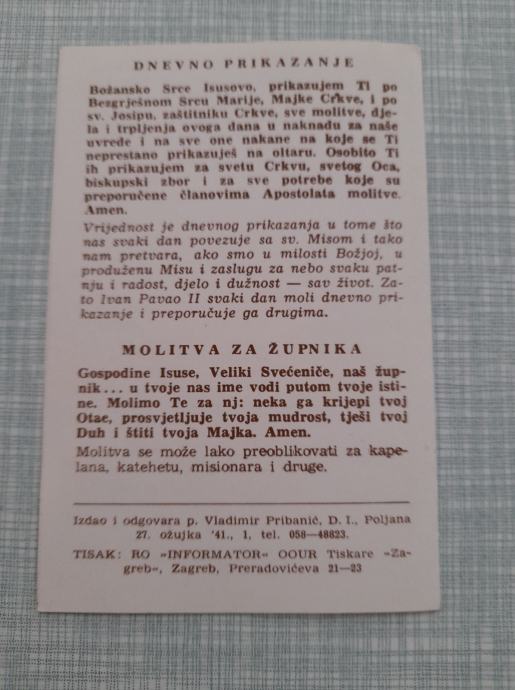 DNEVNO PRIKAZANJE
Božansko Srce Isusovo, prikazujem Ti po
Bezgrješnom Srcu Marije, Majke Crkve, i po
sv. Josipu, zaštitniku Crkve, sve molitve, dje-
la i trpljenja ovoga dana u naknadu za naše
uvrede i na sve one nakane na koje se Ti
neprestano prikazuješ na oltaru. Osobito Ti
ih prikazujem za svetu Crkvu, svetog Oca,
biskupski zbor i za sve potrebe koje su
preporučene članovima Apostolata molitve.
Amen.
Vrijednost je dnevnog prikazanja u tome što
nas svaki dan povezuje sa sv. Misom i tako
nam pretvara, ako smo u milosti Božjoj, u
produženu Misu i zaslugu za nebo svaku pat-
nju i radost, djelo i dužnost — sav život. Za-
to Ivan Pavao II svaki dan moli dnevno pri-
kazanje i preporučuje ga drugima.
MOLITVA ZA ŽUPNIKA
Gospodine Isuse, Veliki Svećeniče, naš žup-
nik... u tvoje nas ime vodi putom tvoje isti-
ne. Molimo Te za nj: neka ga krijepi tvoj
Otac, prosvjetljuje tvoja mudrost, tješi tvoj
Duh i štiti tvoja Majka. Amen.
Molitva se može lako preoblikovati za kape-
lana, katehetu, misionara i druge.
Izdao i odgovara p. Vladimir Pribanić, D. I., Poljana
27. ožujka '41., 1, tel. 058—48823.
TISAK: RO »INFORMATOR« OOUR Tiskare »Za-
greb«, Zagreb, Preradovićeva 21—23